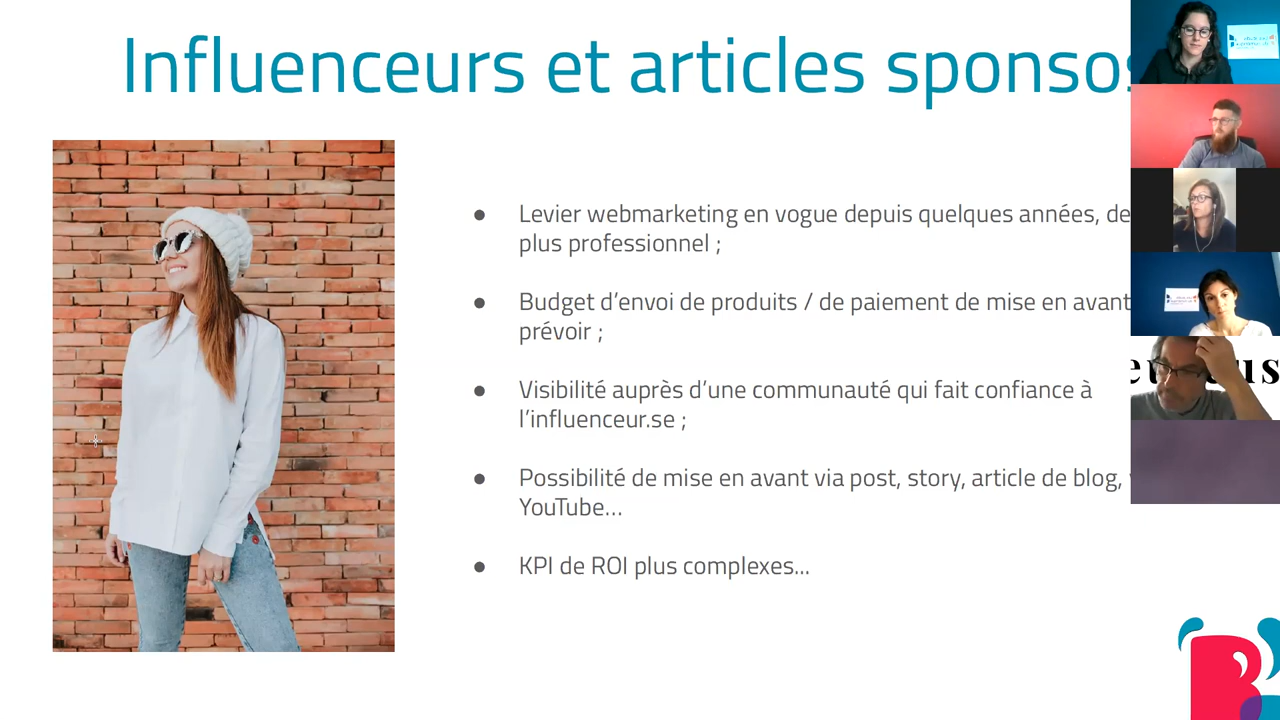 Influenceurs et articles sponsos
● Levier webmarketing en vogue depuis quelques années, de
plus professionnel ;
● Budget d’envoi de produits / de paiement de mise en avant
prévoir ;
● Visibilité auprès d’une communauté qui fait confiance à
l’influenceur.se ;
● Possibilité de mise en avant via post, story, article de blog,
YouTube…
● KPI de ROI plus complexes...